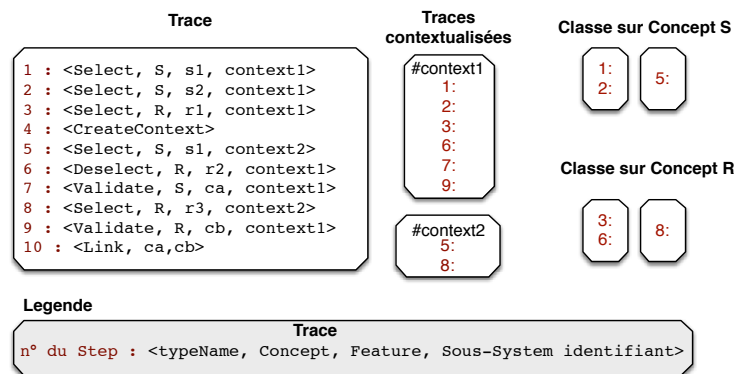 Trace
1 : <Select, S, s1, context1>
2 : <Select, S, s2, context1>
3 : <Select, R, r1, context1>
4 : <CreateContext>
5 : <Select, S, s1, context2>
6 : <Deselect, R, r2, context1>
7 : <Validate, S, ca, context1>
8 : <Select, R, r3, context2>
9 : <Validate, R, cb, context1>
10 : <Link, ca,cb>
Traces
contextualisées
#context1
1:
2:
3:
6:
7:
9:
#context2
5:
8:
Classe sur Concept S
1:
2:
5:
Classe sur Concept R
3:
6:
8:
Legende
Trace
n° du Step : <typeName, Concept, Feature, Sous-System identifiant>